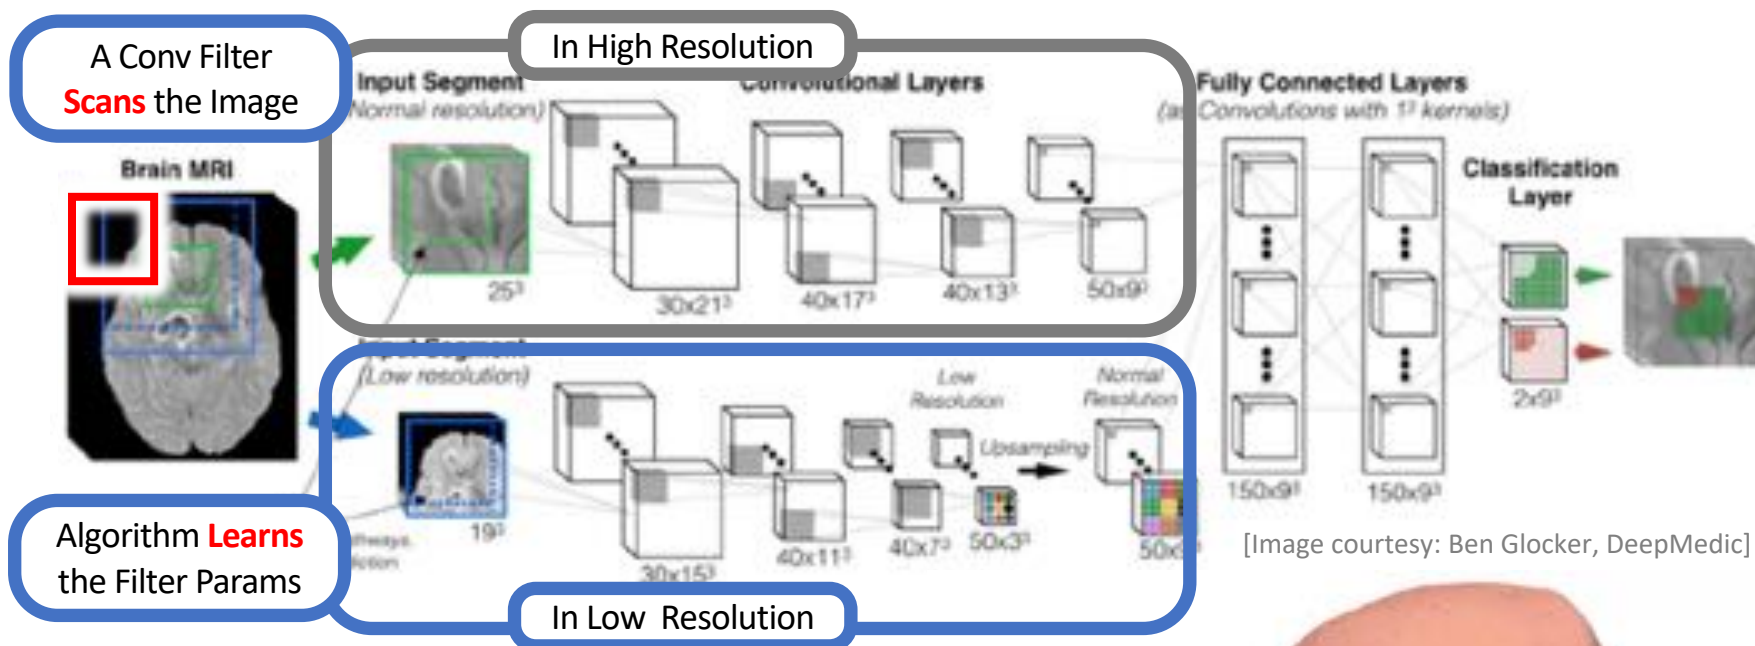 A Conv Filter
Scans the Image
In High Resolution
Input Segment
Normal resolution)
Convolutional Layers
Fully Connected Layers
(as Convolutions with 1³ kernels)
Brain MRI
Classification
Layer
25³
30x21³
40x17³
40x13³
50x9³
Input Segment
(Low resolution)
Low
Resolution
Normal
Resolution
Upsampling
2x9³
19³
30x15³
40x11³
40x7³
50x3³
150x9³
150x9³
Algorithm Learns
the Filter Params
In Low Resolution
[Image courtesy: Ben Glocker, DeepMedic]